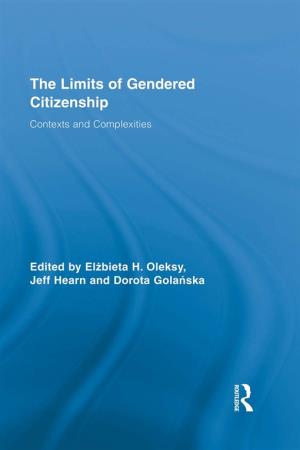 The Limits of Gendered
Citizenship
Contexts and Complexities
Edited by Elżbieta H. Oleksy,
Jeff Hearn and Dorota Golańska
ROUTLEDGE